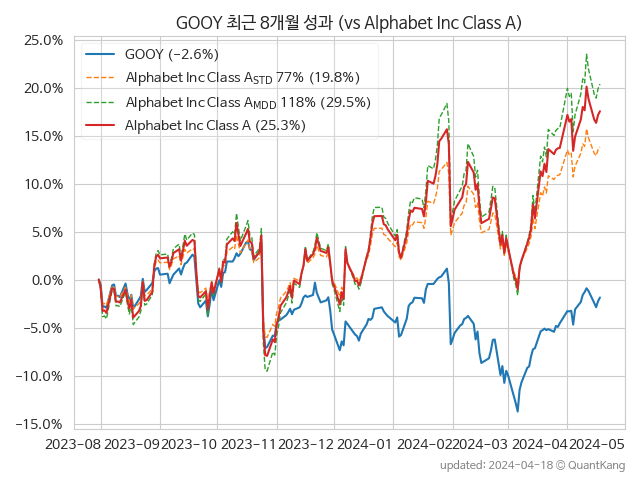 GOOY 최근 8개월 성과 (vs Alphabet Inc Class A)
25.0%
20.0%
15.0%
10.0%
5.0%
0.0%
−5.0%
−10.0%
−15.0%
GOOY (−2.6%)
Alphabet Inc Class A STD 77% (19.8%)
Alphabet Inc Class A MDD 118% (29.5%)
Alphabet Inc Class A (25.3%)
2023-08 2023-09 2023-10 2023-11 2023-12 2024-01 2024-02 2024-03 2024-04 2024-05
updated: 2024-04-18 © QuantKang